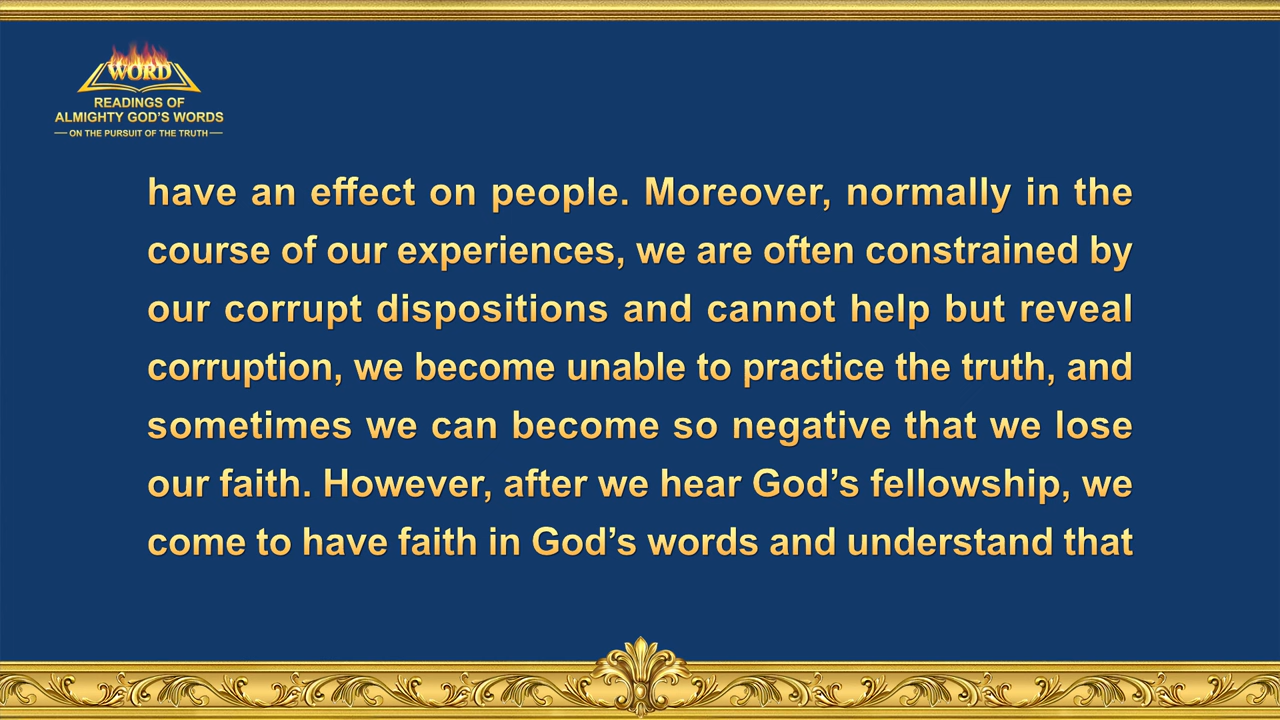 WORD
READINGS OF
ALMIGHTY GOD'S WORDS
ON THE PURSUIT OF THE TRUTH
have an effect on people. Moreover, normally in the
course of our experiences, we are often constrained by
our corrupt dispositions and cannot help but reveal
corruption, we become unable to practice the truth, and
sometimes we can become so negative that we lose
our faith. However, after we hear God’s fellowship, we
come to have faith in God’s words and understand that